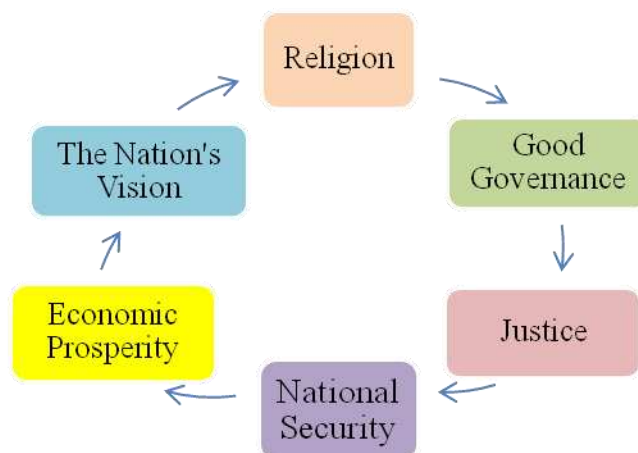 Religion
Good
Governance
Justice
National
Security
Economic
Prosperity
The Nation's
Vision